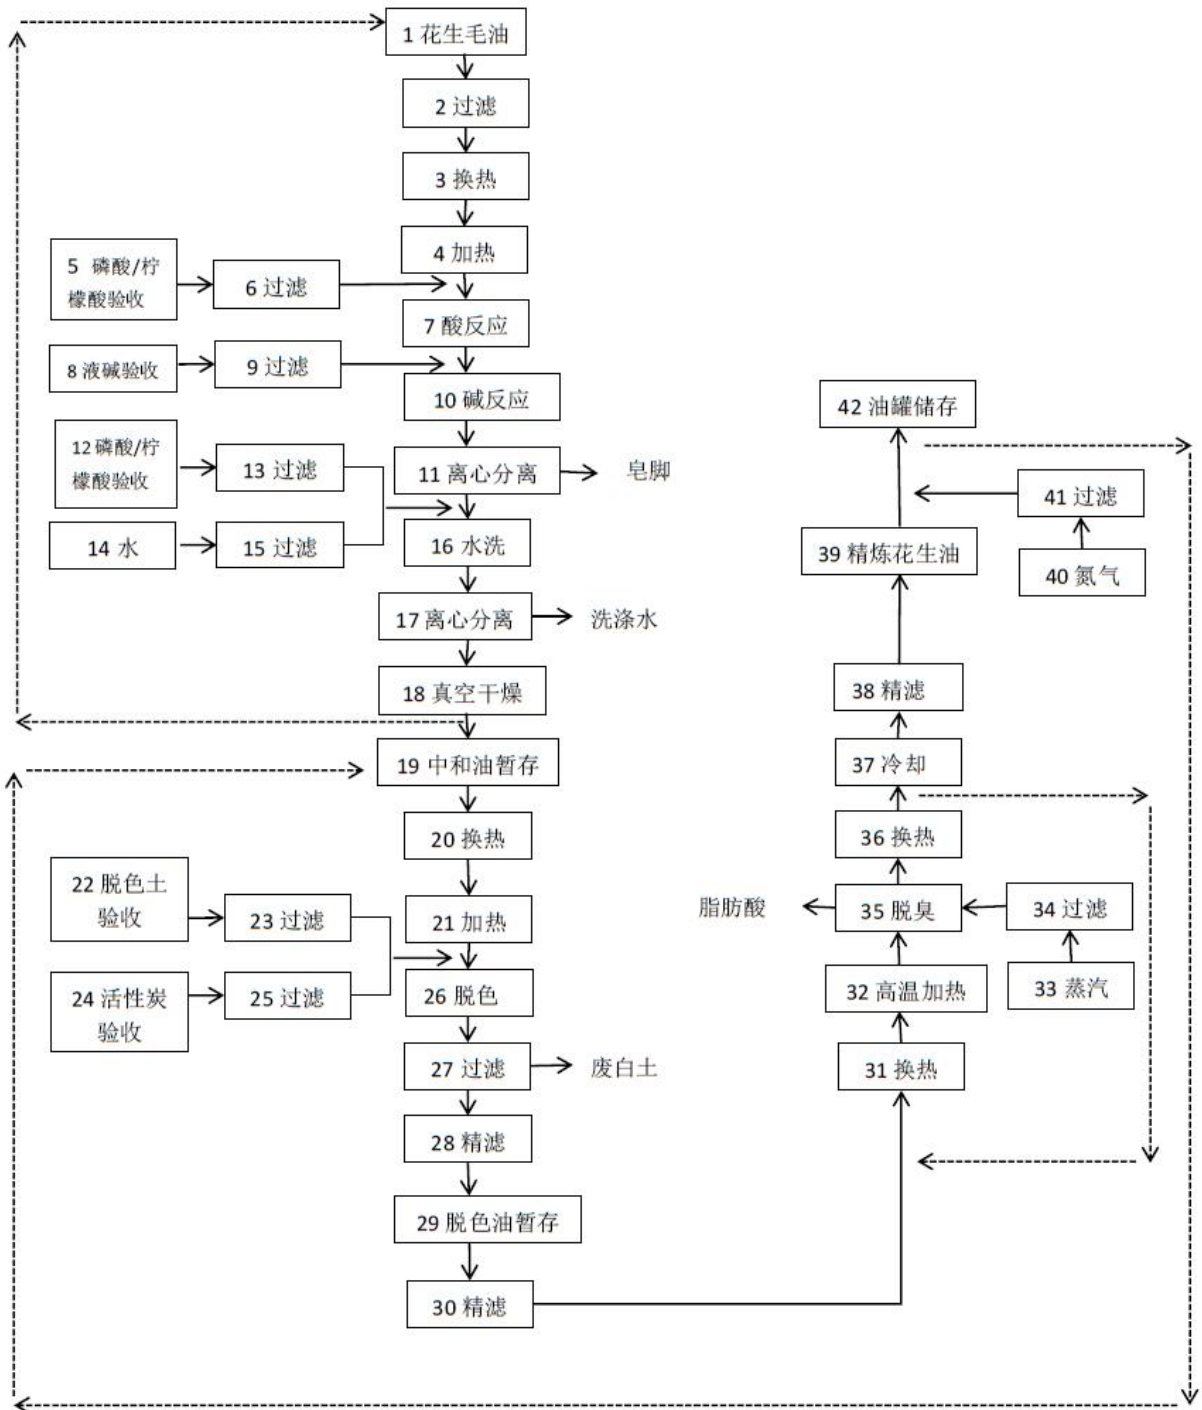 1 花生毛油
2 过滤
3 换热
4 加热
5 磷酸/柠
檬酸验收
6 过滤
7 酸反应
8 液碱验收
9 过滤
10 碱反应
11 离心分离
皂脚
12 磷酸/柠
檬酸验收
13 过滤
14 水
15 过滤
16 水洗
17 离心分离
洗涤水
18 真空干燥
19 中和油暂存
20 换热
21 加热
22 脱色土
验收
23 过滤
24 活性炭
验收
25 过滤
26 脱色
27 过滤
废白土
28 精滤
29 脱色油暂存
30 精滤
31 换热
32 高温加热
33 蒸汽
34 过滤
35 脱臭
脂肪酸
36 换热
37 冷却
38 精滤
39 精炼花生油
40 氮气
41 过滤
42 油罐储存